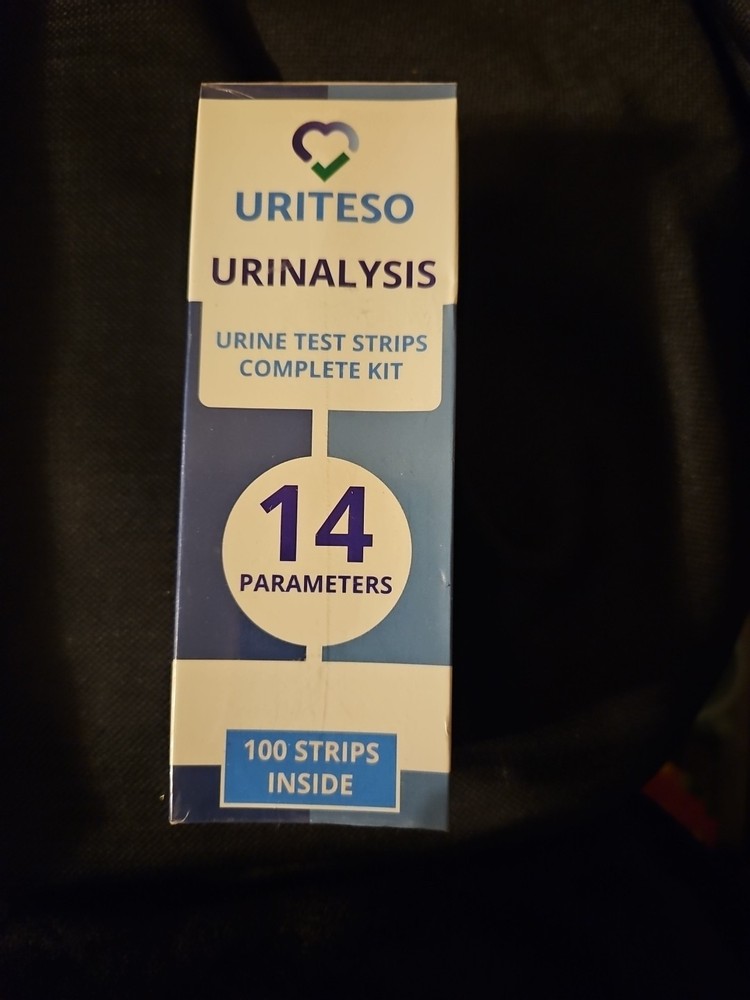 URITESO
URINALYSIS
URINE TEST STRIPS
COMPLETE KIT
14
PARAMETERS
100 STRIPS
INSIDE